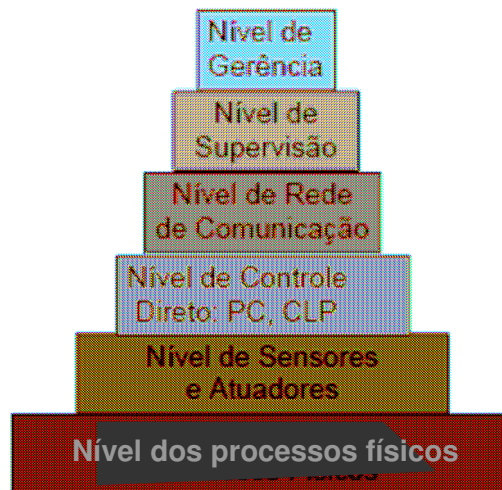 Nível de
Gerência
Nível de
Supervisão
Nível de Rede
de Comunicação
Nível de Controle
Direto: PC, CLP
Nível de Sensores
e Atuadores
Nível dos processos físicos